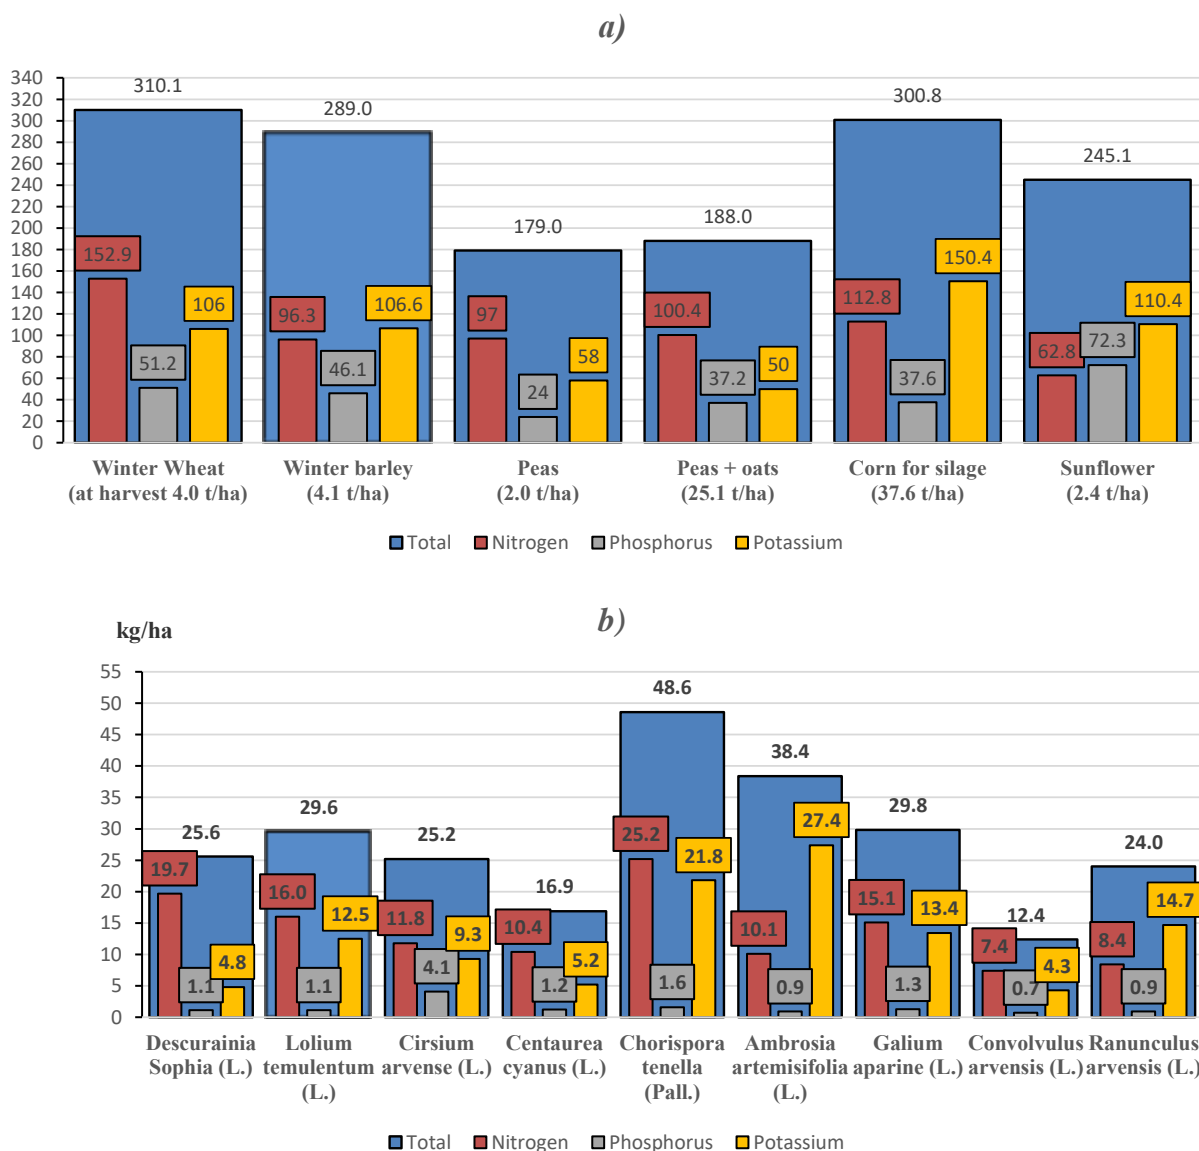 a)
340
320
300
280
260
240
220
200
180
160
140
120
100
80
60
40
20
0
310.1
289.0
179.0
188.0
300.8
245.1
152.9
51.2
106
96.3
46.1
106.6
97
24
58
100.4
37.2
50
112.8
37.6
150.4
62.8
72.3
110.4
Winter Wheat
(at harvest 4.0 t/ha)
Winter barley
(4.1 t/ha)
Peas
(2.0 t/ha)
Peas + oats
(25.1 t/ha)
Corn for silage
(37.6 t/ha)
Sunflower
(2.4 t/ha)
Total Nitrogen Phosphorus Potassium
b)
kg/ha
55
50
45
40
35
30
25
20
15
10
5
0
25.6
29.6
25.2
16.9
48.6
38.4
29.8
12.4
24.0
19.7
1.1
4.8
16.0
1.1
12.5
11.8
4.1
9.3
10.4
1.2
5.2
25.2
1.6
21.8
10.1
0.9
27.4
15.1
1.3
13.4
7.4
0.7
4.3
8.4
0.9
14.7
Descurainia
Sophia (L.)
Lolium
temulentum
(L.)
Cirsium
arvense (L.)
Centaurea
cyanus (L.)
Chorispora
tenella
(Pall.)
Ambrosia
artemisifolia
(L.)
Galium
aparine (L.)
Convolvulus
arvensis (L.)
Ranunculus
arvensis (L.)
Total Nitrogen Phosphorus Potassium